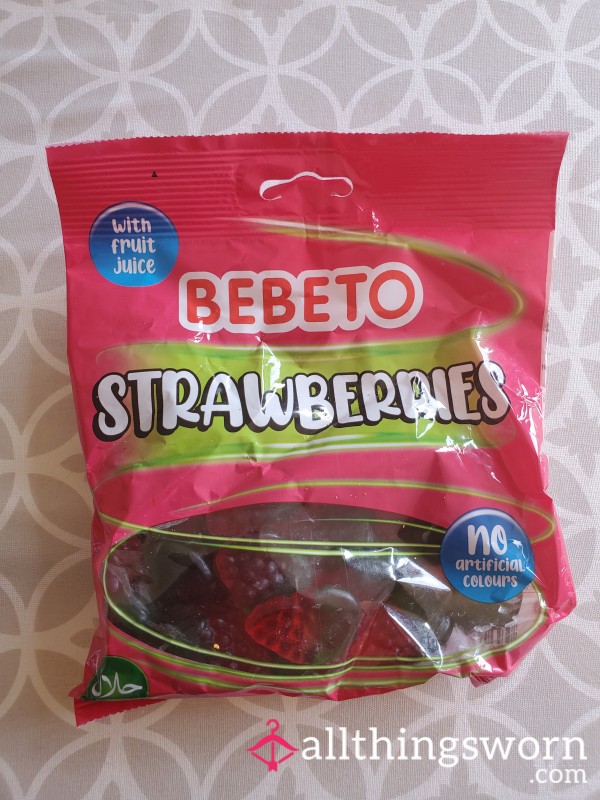 with
fruit
juice
BEBETO
STRAWBERRIES
no
artificial
colours
حلال
allthingsworn
.com